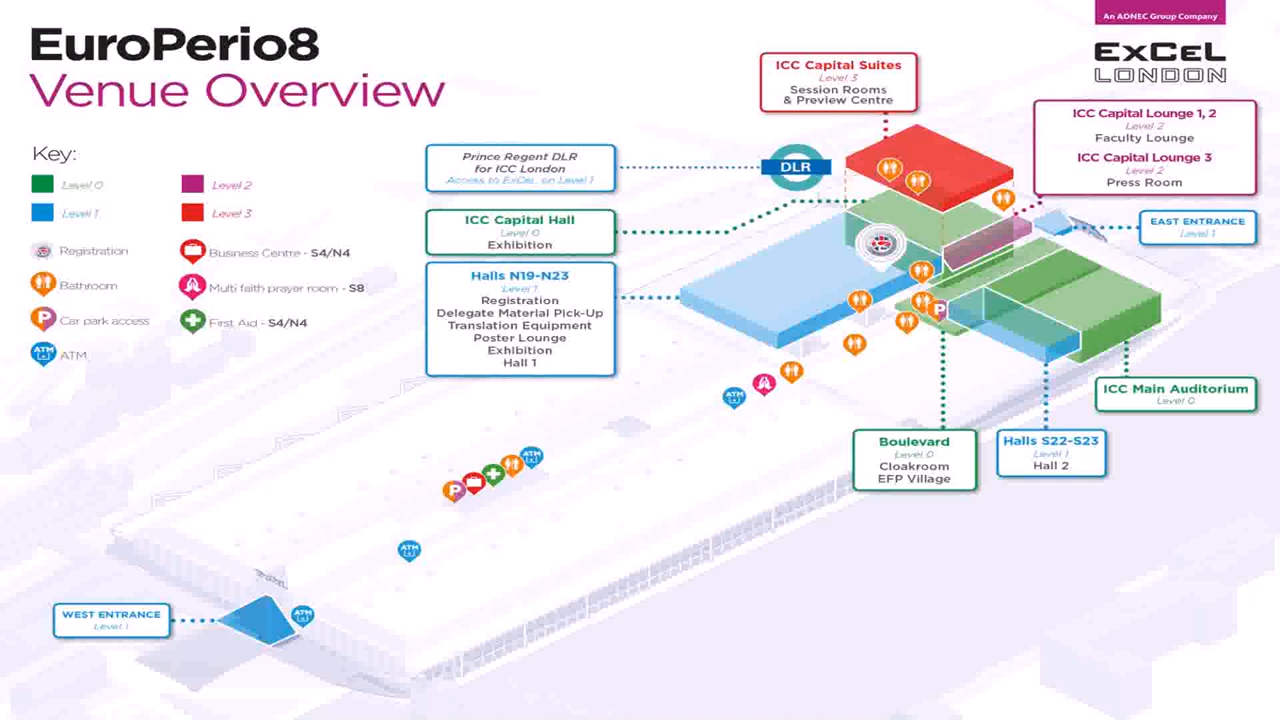 An ADNEC Group Company
EuroPerio8
Venue Overview
ExCeL
LONDON
Key:
Level 0
Level 2
Level 1
Level 3
Registration
Business Centre - S4/N4
Bathroom
Multi faith prayer room - S8
Car park access
First Aid - S4/N4
ATM
ATM
P
ICC Capital Suites
Level 3
Session Rooms
& Preview Centre
ICC Capital Lounge 1, 2
Level 2
Faculty Lounge
ICC Capital Lounge 3
Level 2
Press Room
Prince Regent DLR
for ICC London
Access to ExCeL on Level 1
DLR
ICC Capital Hall
Level 0
Exhibition
EAST ENTRANCE
Level 1
Halls N19-N23
Level 1
Registration
Delegate Material Pick-Up
Translation Equipment
Poster Lounge
Exhibition
Hall 1
P
ICC Main Auditorium
Level 0
ATM
Boulevard
Level 0
Cloakroom
EFP Village
Halls S22-S23
Level 1
Hall 2
ATM
P
ATM
WEST ENTRANCE
Level 1
ATM